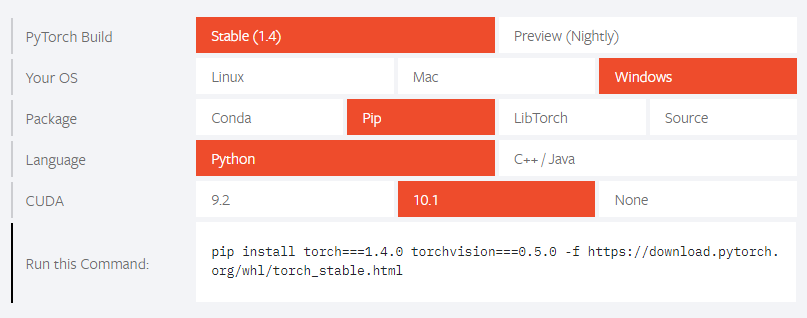 PyTorch Build Stable (1.4) Preview (Nightly)
Your OS Linux Mac Windows
Package Conda Pip LibTorch Source
Language Python C++ / Java
CUDA 9.2 10.1 None
Run this Command: pip install torch===1.4.0 torchvision===0.5.0 -f https://download.pytorch.
org/whl/torch_stable.html